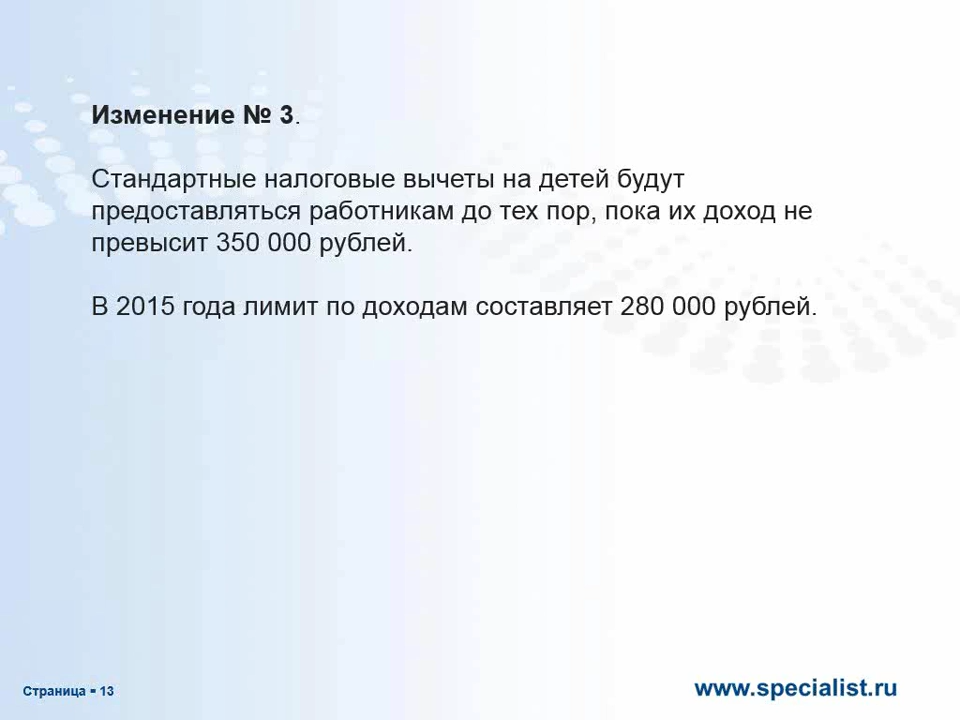 Изменение № 3.
Стандартные налоговые вычеты на детей будут
предоставляться работникам до тех пор, пока их доход не
превысит 350 000 рублей.
В 2015 года лимит по доходам составляет 280 000 рублей.
Страница ▪ 13
www.specialist.ru